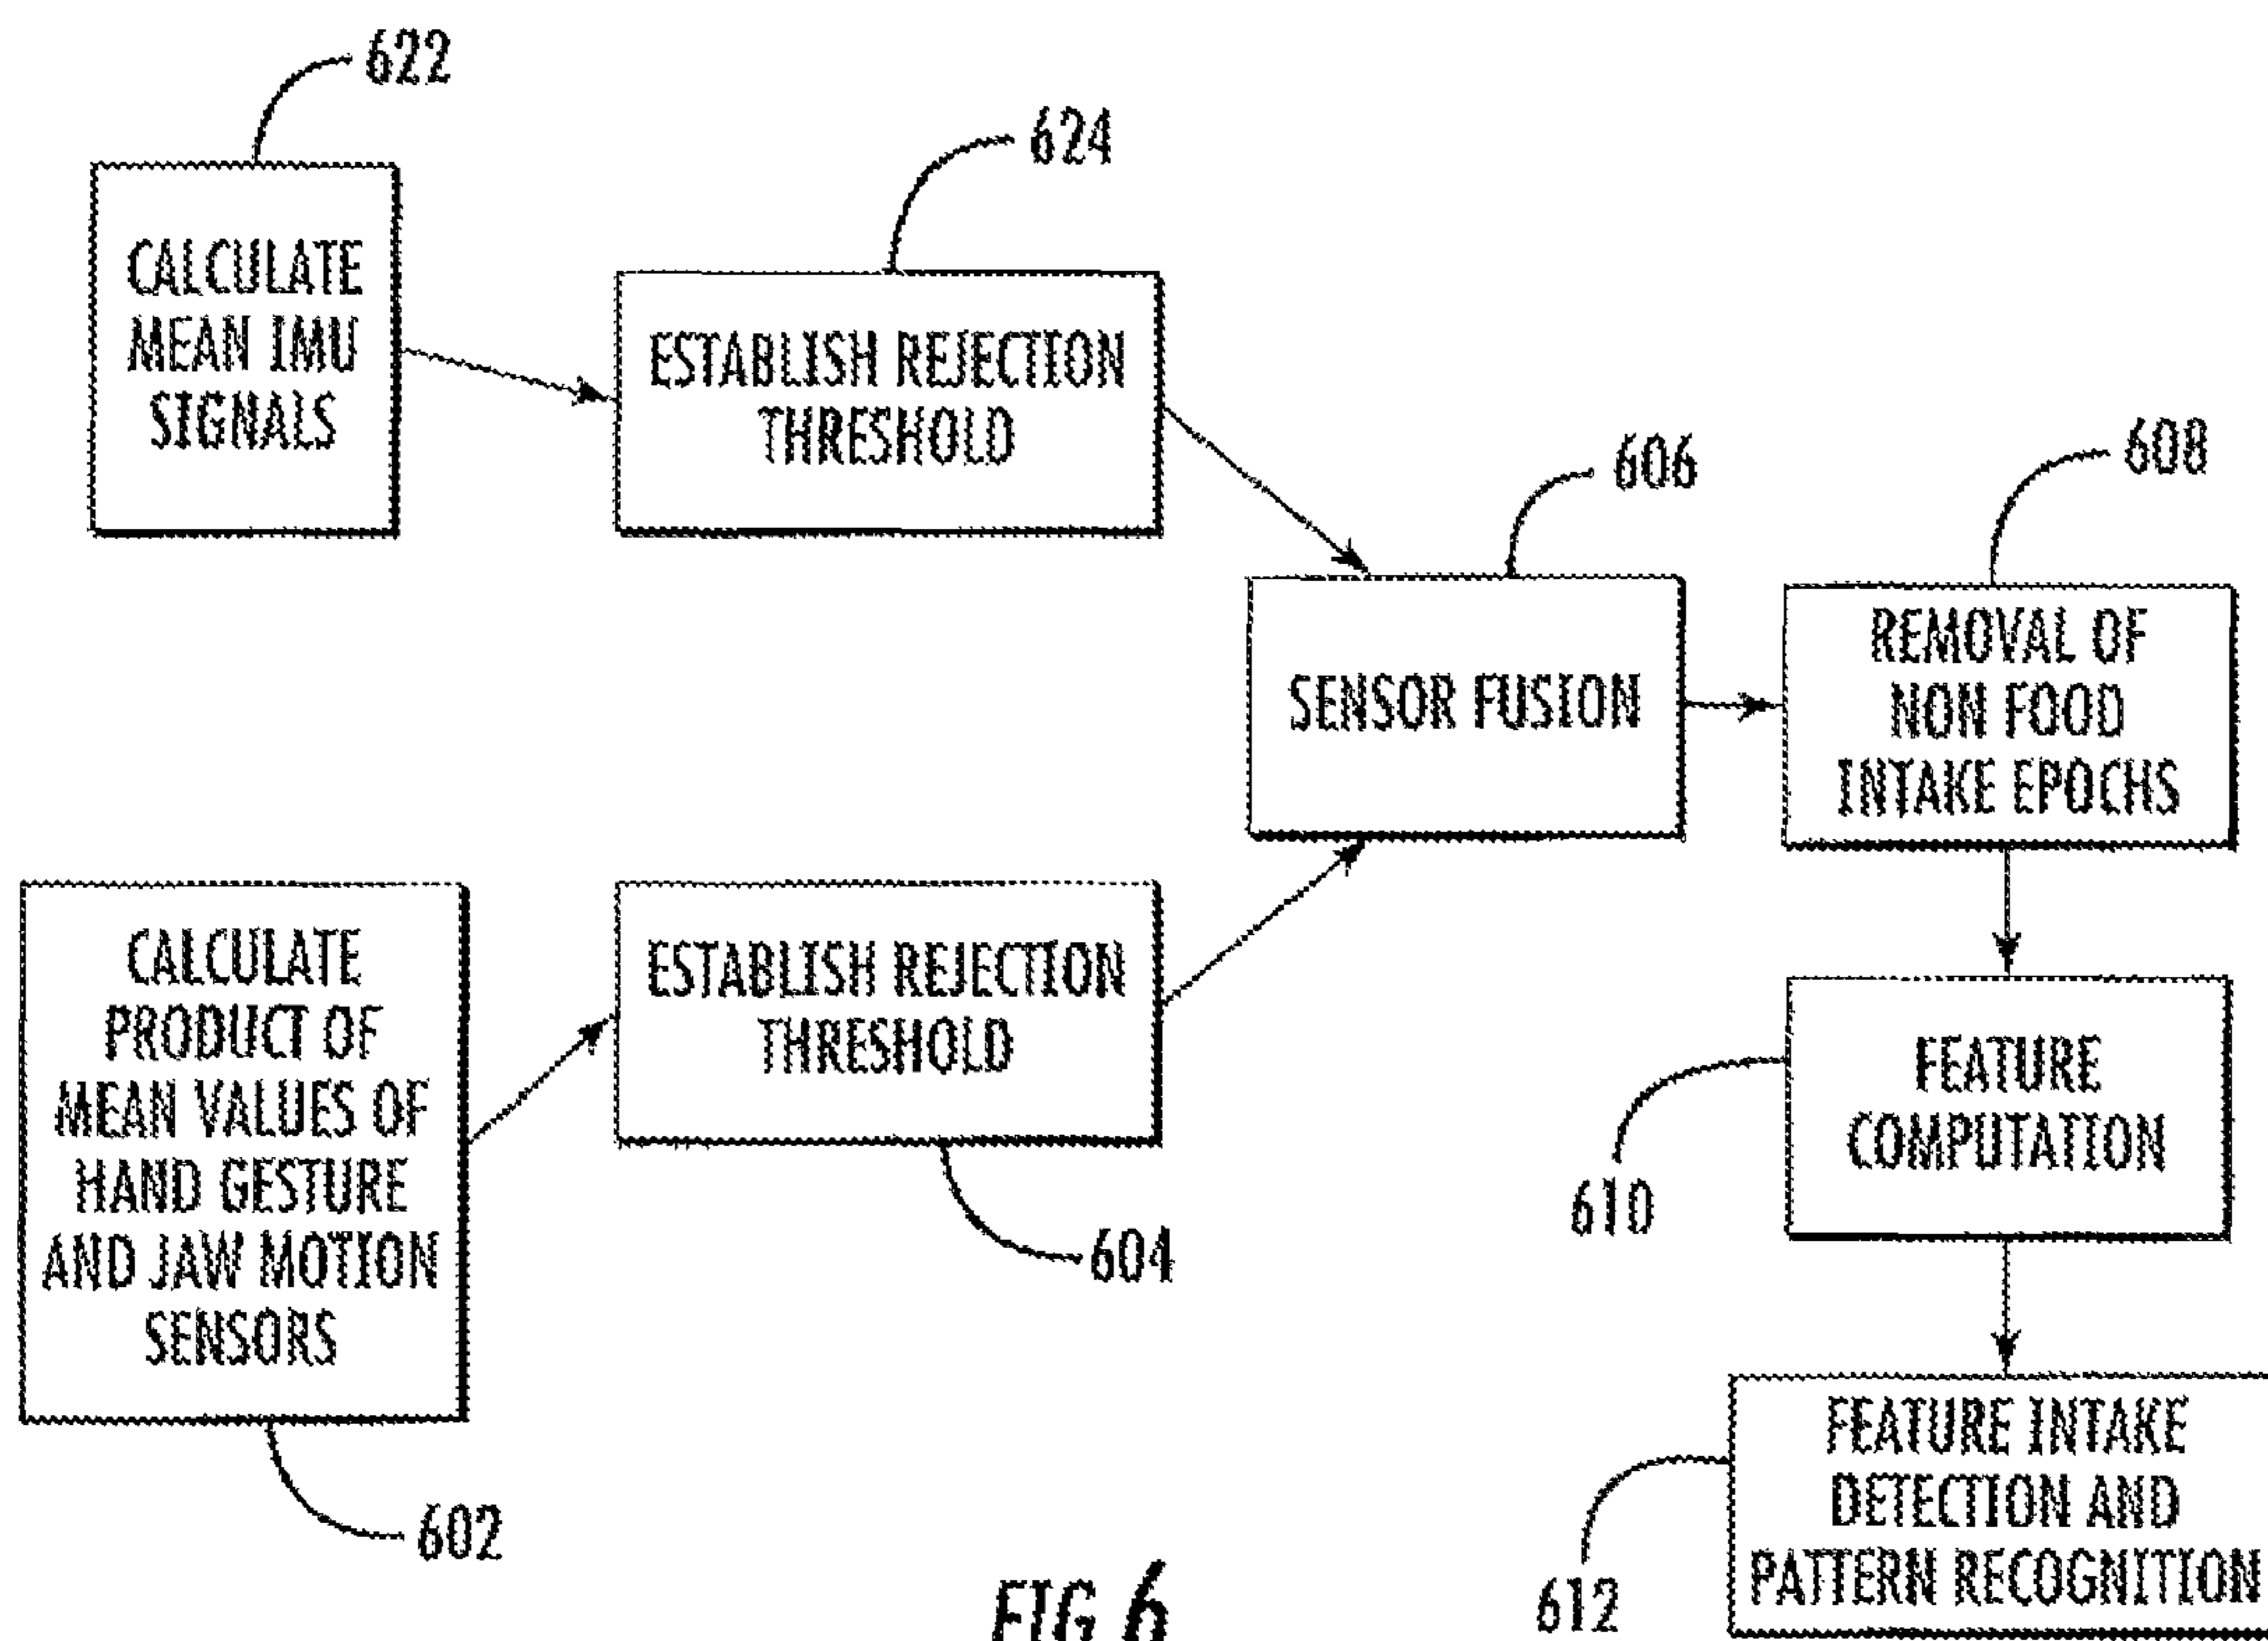 622
CALCULATE
MEAN IMU
SIGNALS
624
ESTABLISH REJECTION
THRESHOLD
606
SENSOR FUSION
608
REMOVAL OF
NON FOOD
INTAKE EPOCHS
CALCULATE
PRODUCT OF
MEAN VALUES OF
HAND GESTURE
AND JAW MOTION
SENSORS
602
ESTABLISH REJECTION
THRESHOLD
604
FEATURE
COMPUTATION
610
FEATURE INTAKE
DETECTION AND
PATTERN RECOGNITION
612
FIG 6